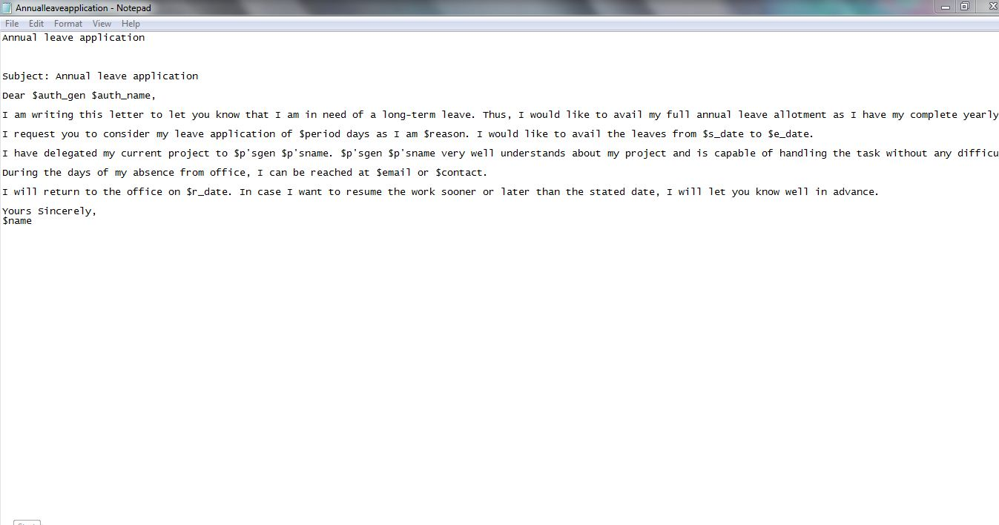 Annualleaveapplication - Notepad
File Edit Format View Help
Annual leave application
Subject: Annual leave application
Dear $auth_gen $auth_name,
I am writing this letter to let you know that I am in need of a long-term leave. Thus, I would like to avail my full annual leave allotment as I have my complete yearly
I request you to consider my leave application of $period days as I am $reason. I would like to avail the leaves from $s_date to $e_date.
I have delegated my current project to $p'sgen $p'sname. $p'sgen $p'sname very well understands about my project and is capable of handling the task without any difficu
During the days of my absence from office, I can be reached at $email or $contact.
I will return to the office on $r_date. In case I want to resume the work sooner or later than the stated date, I will let you know well in advance.
Yours Sincerely,
$name